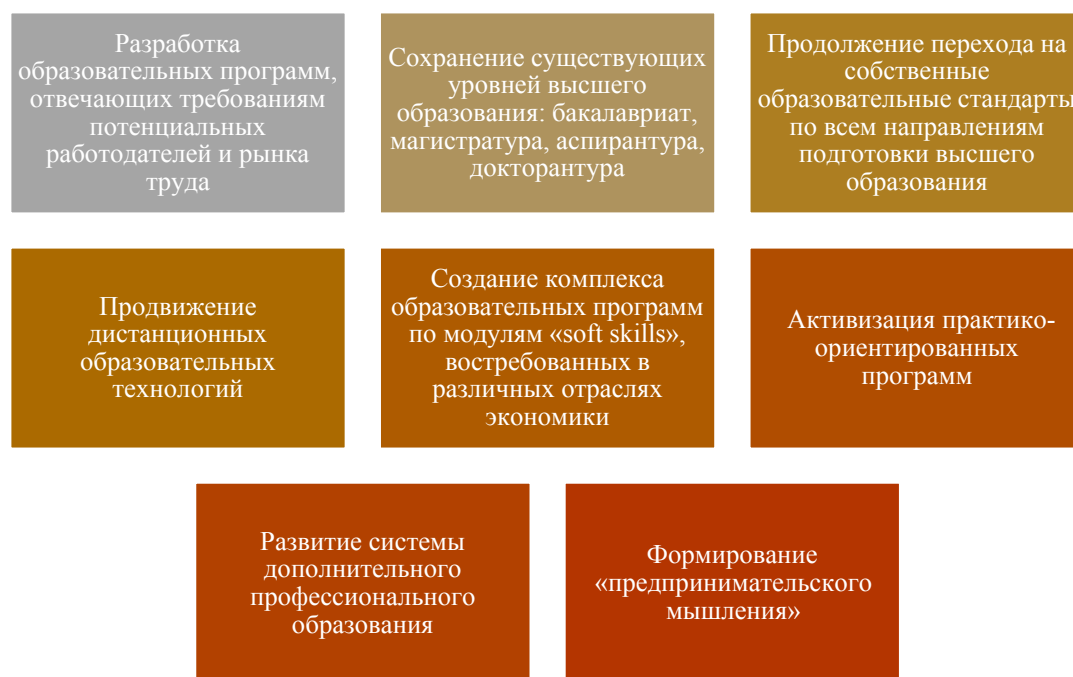 Разработка
образовательных программ,
отвечающих требованиям
потенциальных
работодателей и рынка
труда
Сохранение существующих
уровней высшего
образования: бакалавриат,
магистратура, аспирантура,
докторантура
Продолжение перехода на
собственные
образовательные стандарты
по всем направлениям
подготовки высшего
образования
Продвижение
дистанционных
образовательных
технологий
Создание комплекса
образовательных программ
по модулям «soft skills»,
востребованных в
различных отраслях
экономики
Активизация практико-
ориентированных
программ
Развитие системы
дополнительного
профессионального
образования
Формирование
«предпринимательского
мышления»